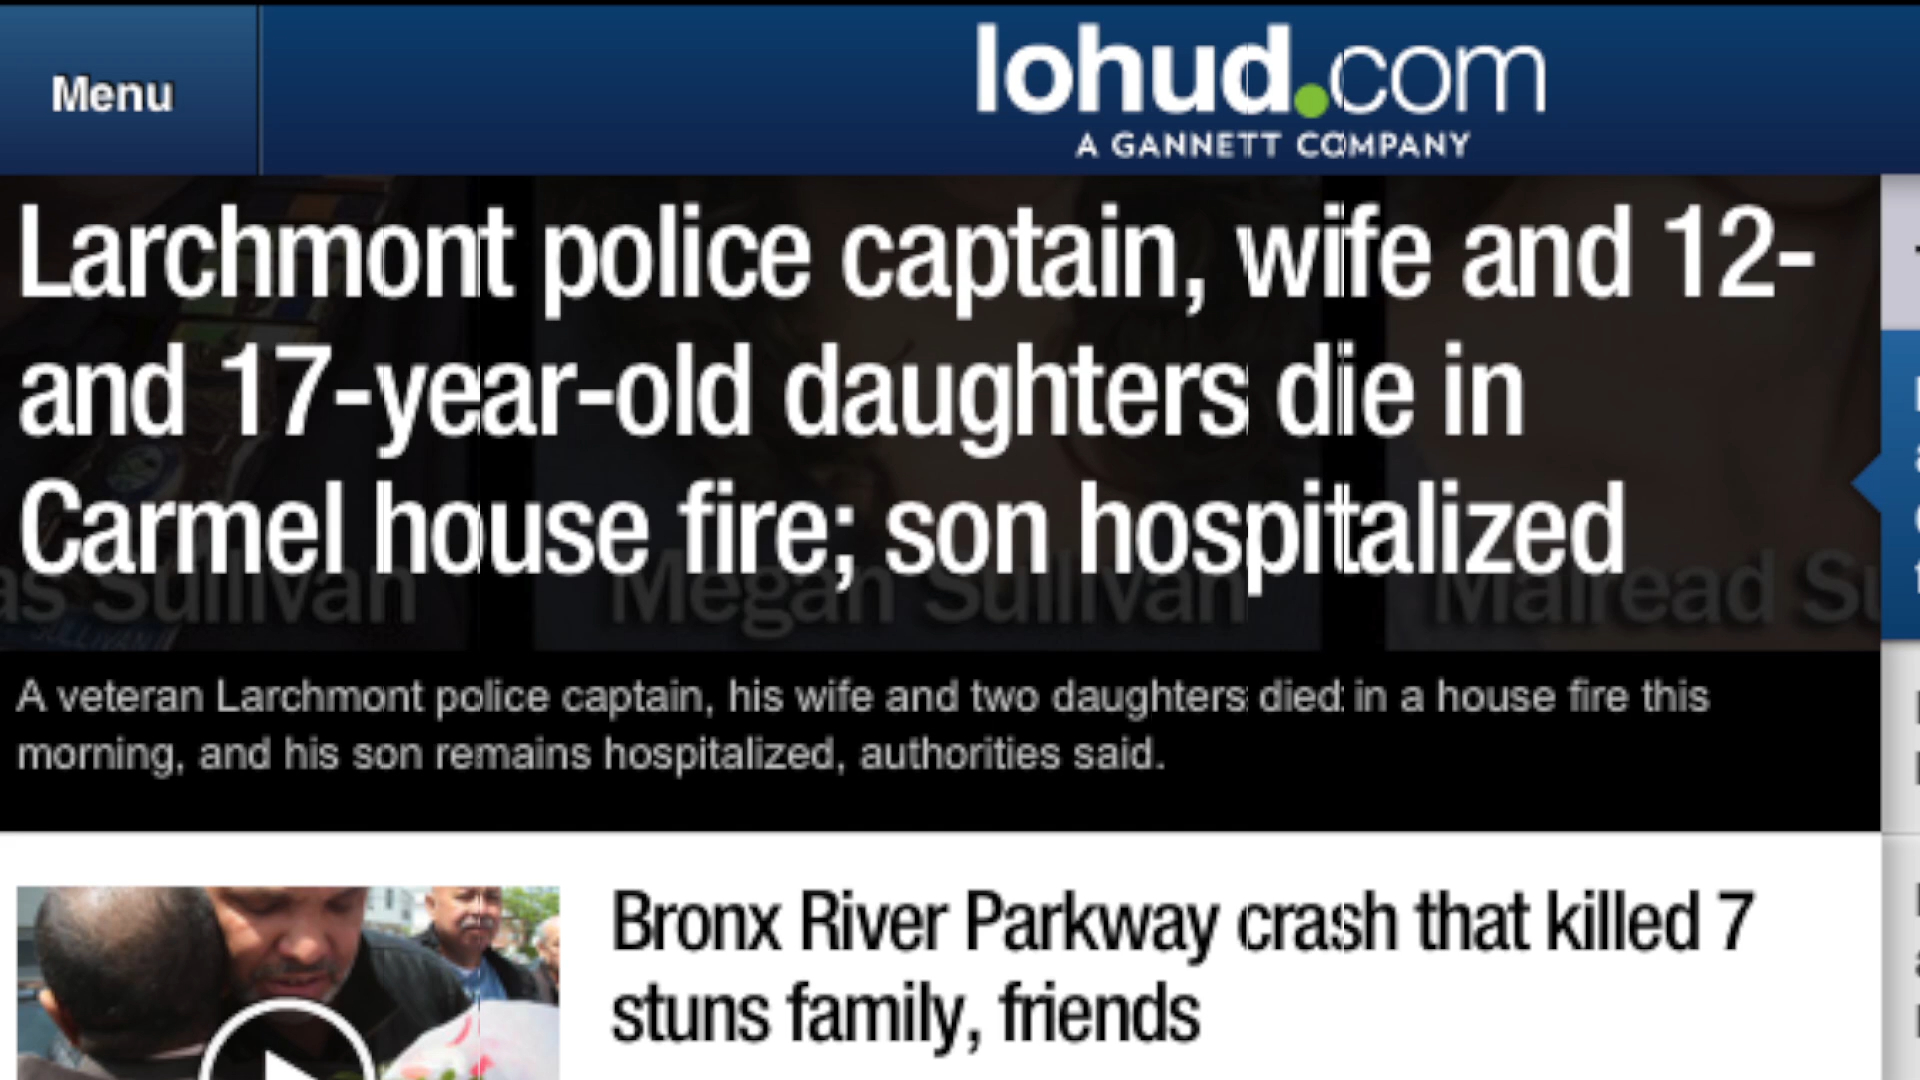 Menu
lohud.com
A GANNETT COMPANY
Larchmont police captain, wife and 12-
and 17-year-old daughters die in
Carmel house fire; son hospitalized
Sullivan Megan Sullivan Mairead
SULLIVAN
A veteran Larchmont police captain, his wife and two daughters died in a house fire this
morning, and his son remains hospitalized, authorities said.
Bronx River Parkway crash that killed 7
stuns family, friends